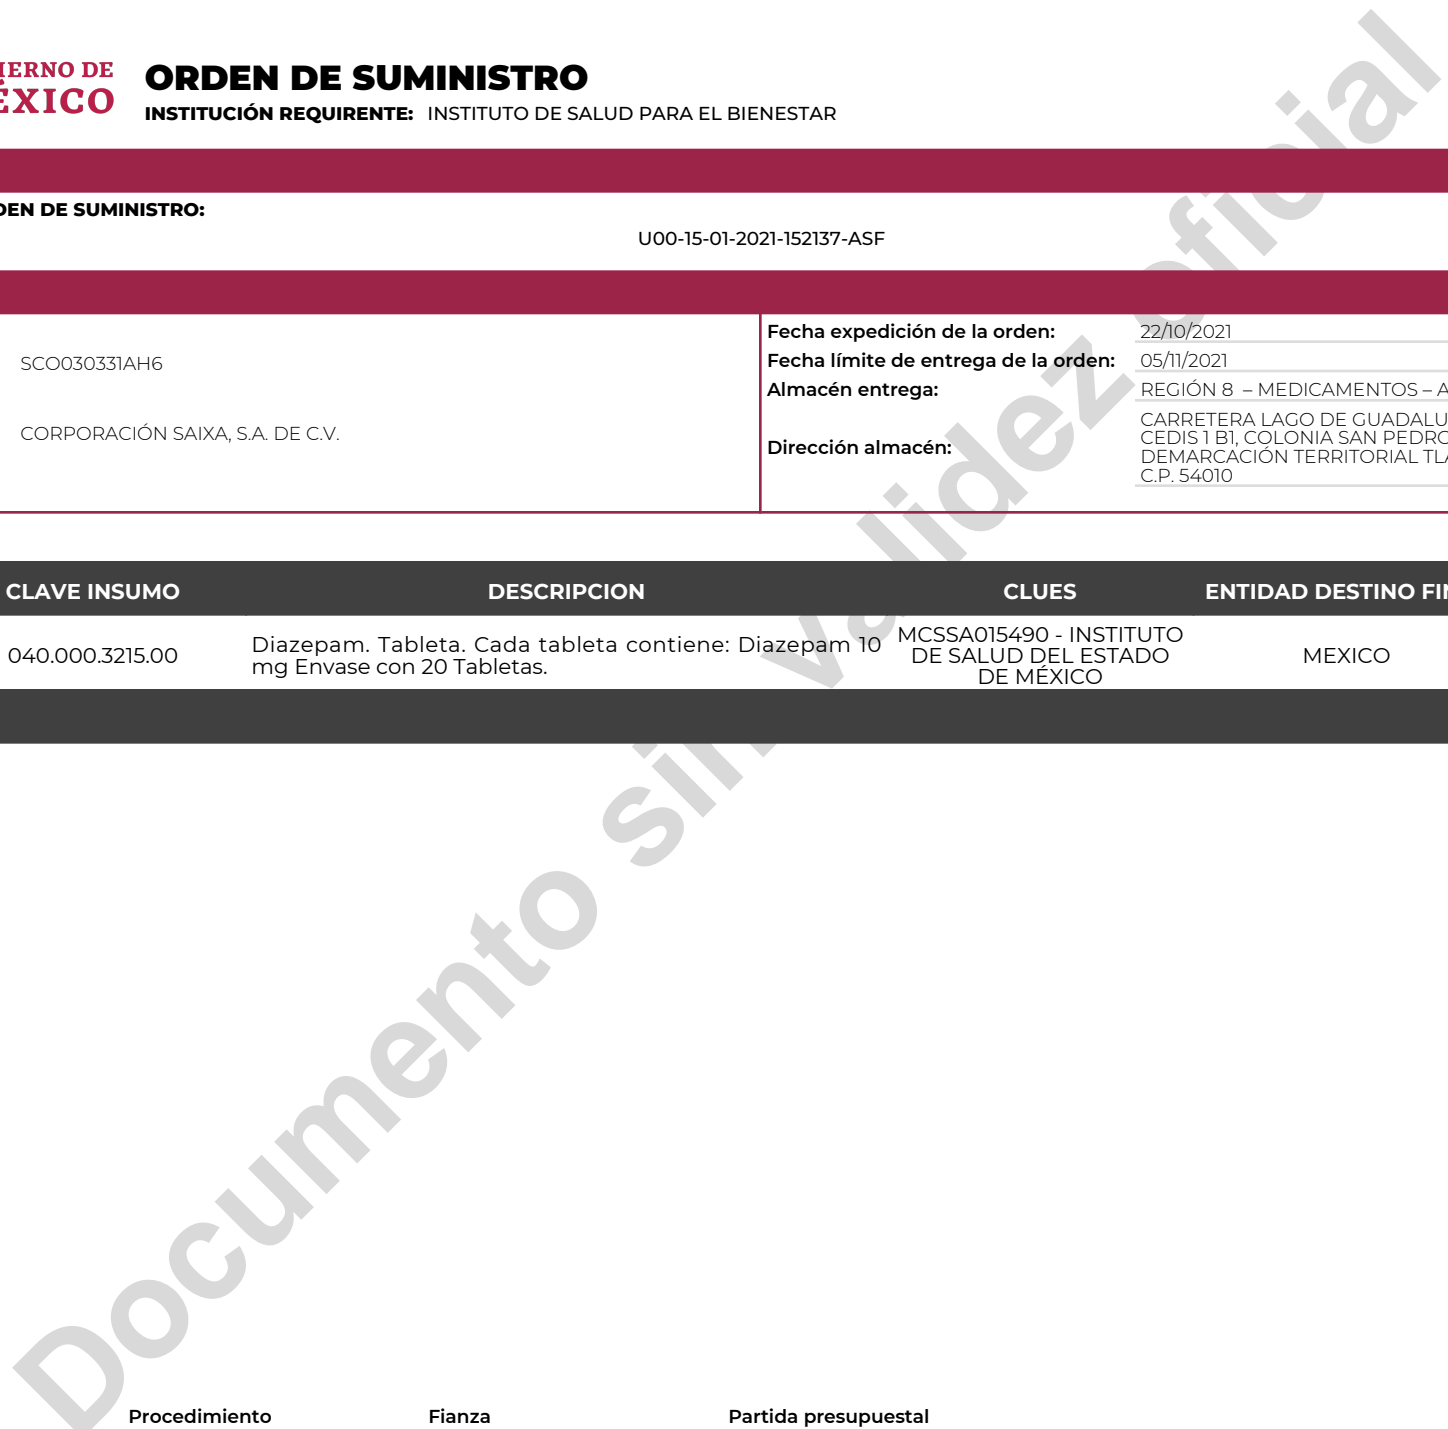 IERNO DE
ÉXICO
ORDEN DE SUMINISTRO
INSTITUCIÓN REQUIRENTE: INSTITUTO DE SALUD PARA EL BIENESTAR
DEN DE SUMINISTRO:
U00-15-01-2021-152137-ASF
SCO030331AH6
CORPORACIÓN SAIXA, S.A. DE C.V.
Fecha expedición de la orden: 22/10/2021
Fecha límite de entrega de la orden: 05/11/2021
Almacén entrega: REGIÓN 8 – MEDICAMENTOS – A
Dirección almacén:
CARRETERA LAGO DE GUADALU
CEDIS 1 B1, COLONIA SAN PEDRO
DEMARCACIÓN TERRITORIAL TLA
C.P. 54010
CLAVE INSUMO DESCRIPCION CLUES ENTIDAD DESTINO FIN
040.000.3215.00
Diazepam. Tableta. Cada tableta contiene: Diazepam 10
mg Envase con 20 Tabletas.
MCSSA015490 - INSTITUTO
DE SALUD DEL ESTADO
DE MÉXICO
MEXICO
Documento sin validez oficial
Procedimiento Fianza Partida presupuestal